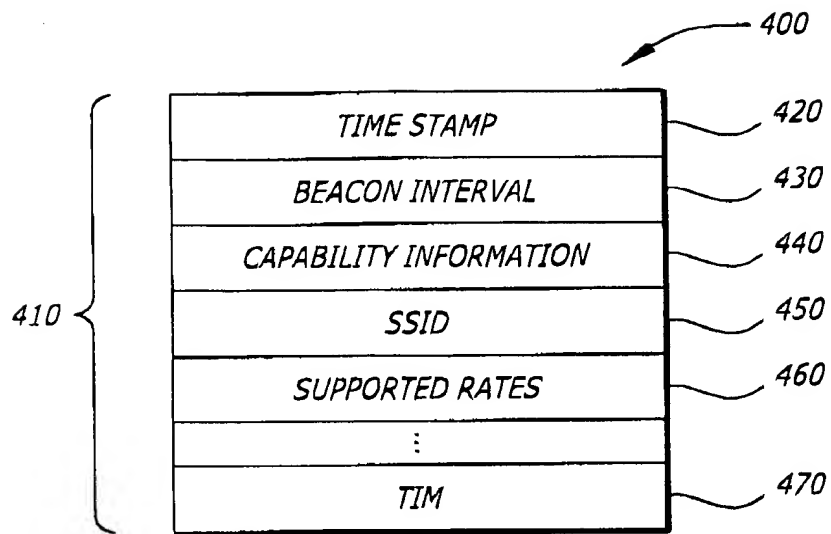 400
TIME STAMP 420
BEACON INTERVAL 430
CAPABILITY INFORMATION 440
410 SSID 450
SUPPORTED RATES 460
⋮
TIM 470